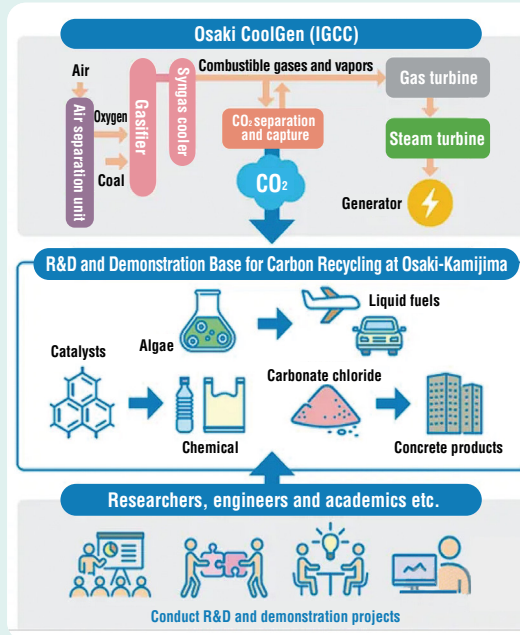 Osaki CoolGen (IGCC)
Air
Air separation unit
Oxygen
Coal
Gasifier
Syngas cooler
Combustible gases and vapors
CO₂ separation
and capture
CO₂
Gas turbine
Steam turbine
Generator
R&D and Demonstration Base for Carbon Recycling at Osaki-Kamijima
Algae
Liquid fuels
Catalysts
Chemical
Carbonate chloride
Concrete products
Researchers, engineers and academics etc.
Conduct R&D and demonstration projects